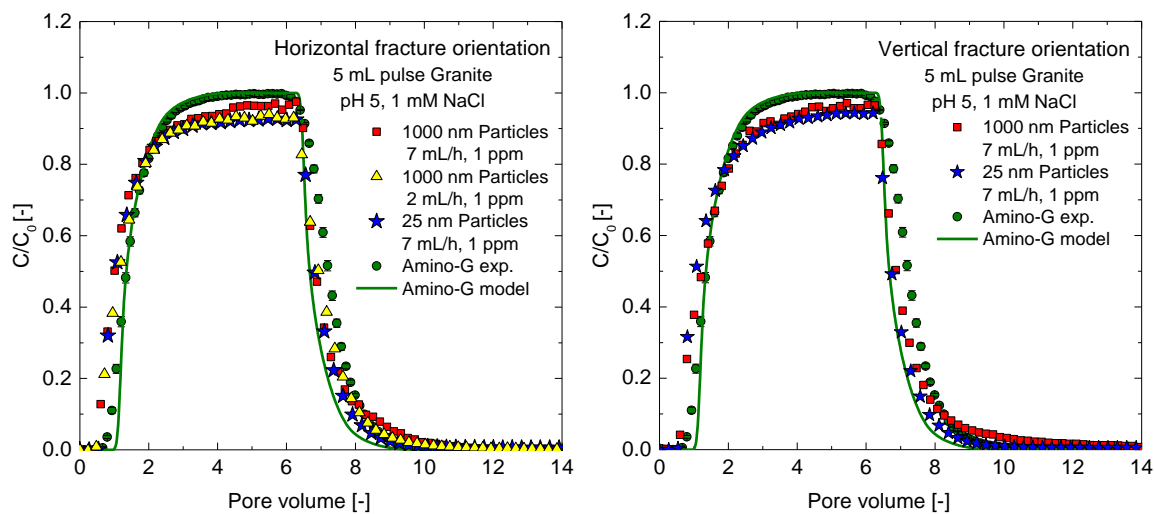 Horizontal fracture orientation
5 mL pulse Granite
pH 5, 1 mM NaCl
1000 nm Particles
7 mL/h, 1 ppm
1000 nm Particles
2 mL/h, 1 ppm
25 nm Particles
7 mL/h, 1 ppm
Amino-G exp.
Amino-G model
C/C0 [-]
1.2
1.0
0.8
0.6
0.4
0.2
0.0
0 2 4 6 8 10 12 14
Pore volume [-]
Vertical fracture orientation
5 mL pulse Granite
pH 5, 1 mM NaCl
1000 nm Particles
7 mL/h, 1 ppm
25 nm Particles
7 mL/h, 1 ppm
Amino-G exp.
Amino-G model
C/C0 [-]
1.2
1.0
0.8
0.6
0.4
0.2
0.0
0 2 4 6 8 10 12 14
Pore volume [-]